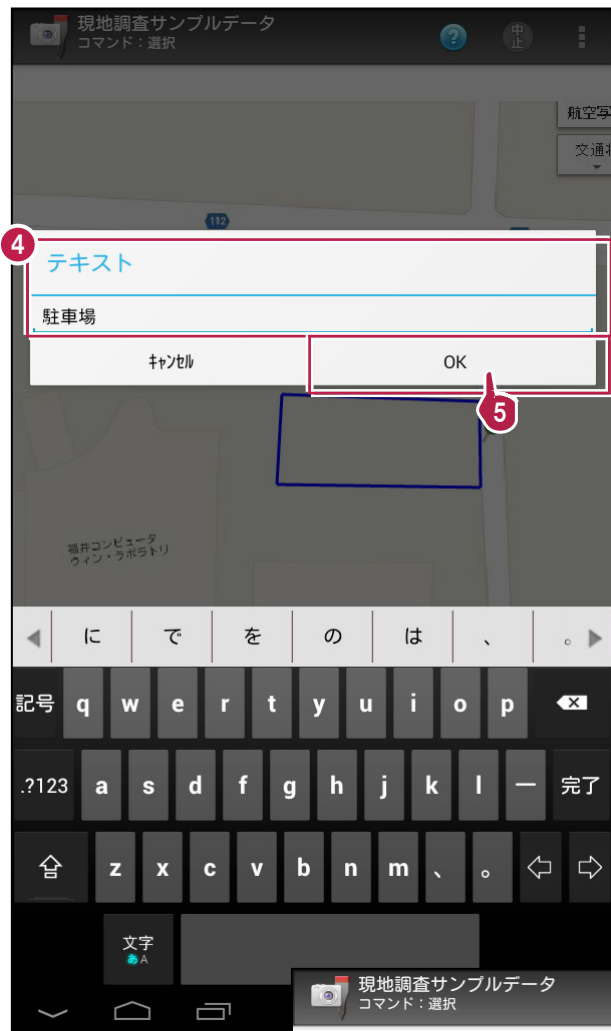 現地調査サンプルデータ
コマンド：選択
?
中止
航空写
交通
112
4
テキスト
駐車場
ｷｬﾝｾﾙ
OK
5
福井コンピュータ
ウィン・ラボラトリ
に で を の は 、 。
記号 q w e r t y u i o p
.?123 a s d f g h j k l ー 完了
z x c v b n m 、 。
文字
あA
現地調査サンプルデータ
コマンド：選択